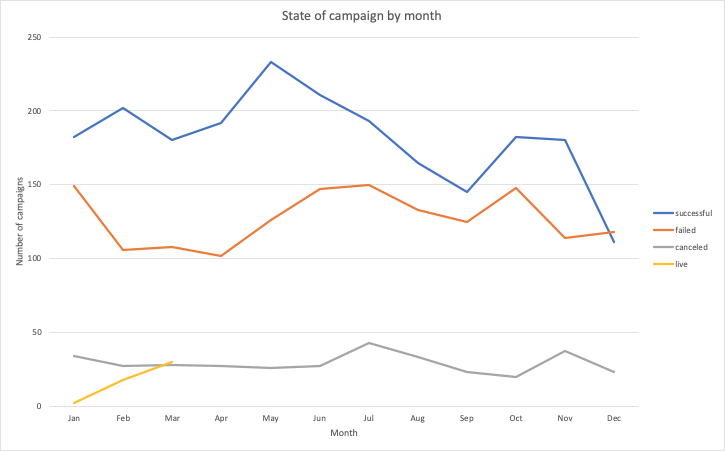 State of campaign by month
250
200
150
100
50
0
Number of campaigns
Jan Feb Mar Apr May Jun Jul Aug Sep Oct Nov Dec
Month
successful
failed
canceled
live